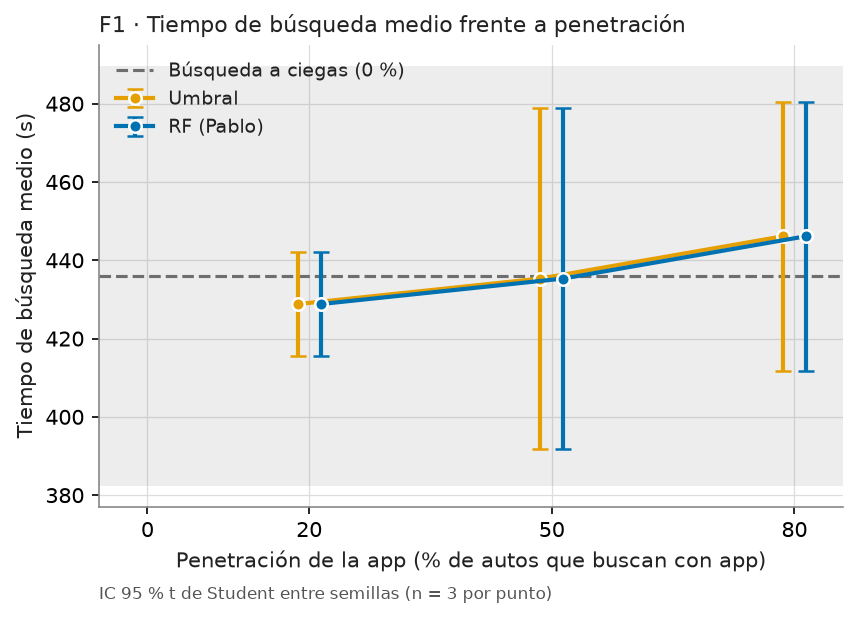 F1 · Tiempo de búsqueda medio frente a penetración
Búsqueda a ciegas (0 %)
Umbral
RF (Pablo)
Tiempo de búsqueda medio (s)
480
460
440
420
400
380
0 20 50 80
Penetración de la app (% de autos que buscan con app)
IC 95 % t de Student entre semillas (n = 3 por punto)